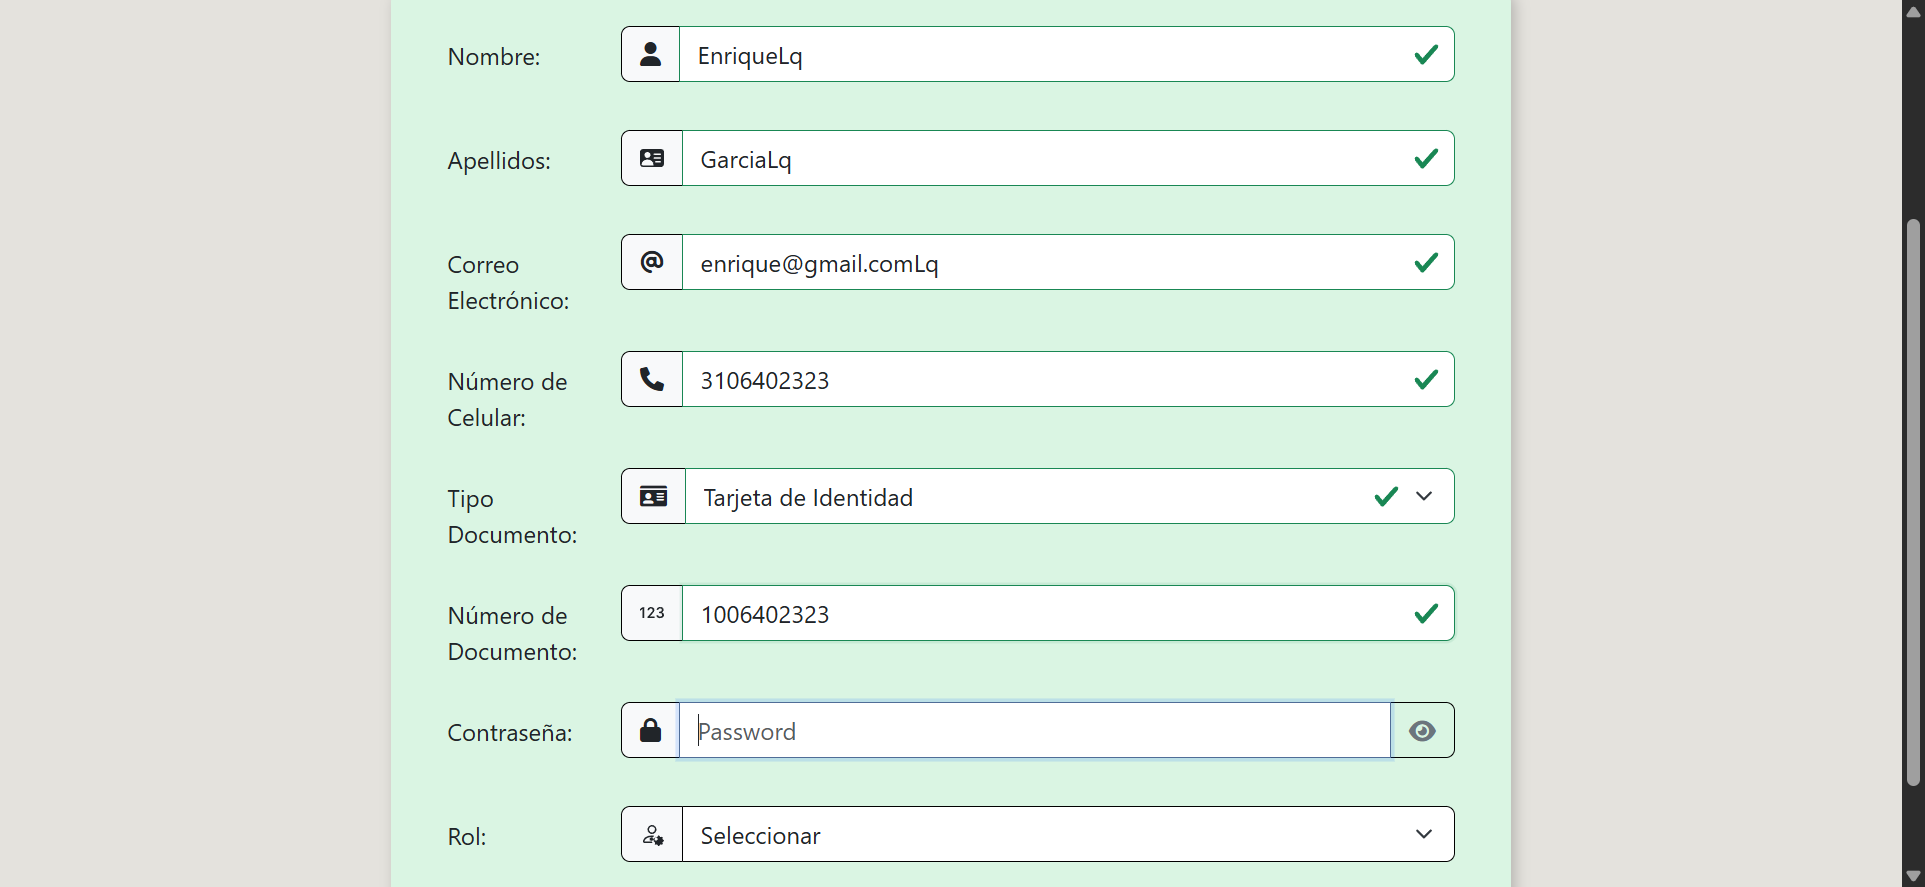 Nombre: EnriqueLq
Apellidos: GarciaLq
Correo Electrónico: enrique@gmail.comLq
Número de Celular: 3106402323
Tipo Documento: Tarjeta de Identidad
Número de Documento: 123 1006402323
Contraseña: Password
Rol: Seleccionar